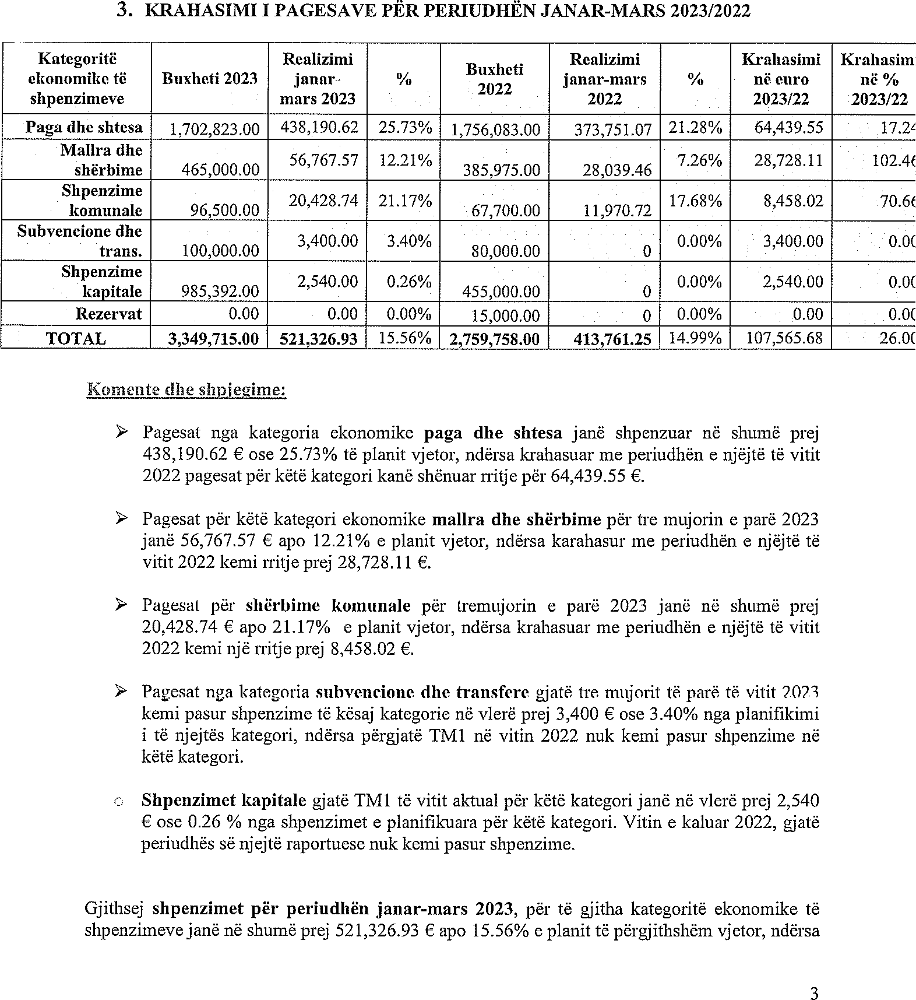 3. KRAHASIMI I PAGESAVE PËR PERIUDHËN JANAR-MARS 2023/2022
Kategoritë ekonomike të shpenzimeve Buxheti 2023 Realizimi janar-mars 2023 % Buxheti 2022 Realizimi janar-mars 2022 % Krahasimi në euro 2023/22 Krahasimi në % 2023/22
Paga dhe shtesa 1,702,823.00 438,190.62 25.73% 1,756,083.00 373,751.07 21.28% 64,439.55 17.24
Mallra dhe shërbime 465,000.00 56,767.57 12.21% 385,975.00 28,039.46 7.26% 28,728.11 102.46
Shpenzime komunale 96,500.00 20,428.74 21.17% 67,700.00 11,970.72 17.68% 8,458.02 70.66
Subvencione dhe trans. 100,000.00 3,400.00 3.40% 80,000.00 0 0.00% 3,400.00 0.00
Shpenzime kapitale 985,392.00 2,540.00 0.26% 455,000.00 0 0.00% 2,540.00 0.00
Rezervat 0.00 0.00 0.00% 15,000.00 0 0.00% 0.00 0.00
TOTAL 3,349,715.00 521,326.93 15.56% 2,759,758.00 413,761.25 14.99% 107,565.68 26.00
Komente dhe shpjegime:
➢ Pagesat nga kategoria ekonomike paga dhe shtesa janë shpenzuar në shumë prej
438,190.62 € ose 25.73% të planit vjetor, ndërsa krahasuar me periudhën e njëjtë të vitit
2022 pagesat për këtë kategori kanë shënuar rritje për 64,439.55 €.
➢ Pagesat për këtë kategori ekonomike mallra dhe shërbime për tre mujorin e parë 2023
janë 56,767.57 € apo 12.21% e planit vjetor, ndërsa karahasur me periudhën e njëjtë të
vitit 2022 kemi rritje prej 28,728.11 €.
➢ Pagesat për shërbime komunale për tremujorin e parë 2023 janë në shumë prej
20,428.74 € apo 21.17% e planit vjetor, ndërsa krahasuar me periudhën e njëjtë të vitit
2022 kemi një rritje prej 8,458.02 €.
➢ Pagesat nga kategoria subvencione dhe transfere gjatë tre mujorit të parë të vitit 2023
kemi pasur shpenzime të kësaj kategorie në vlerë prej 3,400 € ose 3.40% nga planifikimi
i të njejtës kategori, ndërsa përgjatë TM1 në vitin 2022 nuk kemi pasur shpenzime në
këtë kategori.
○ Shpenzimet kapitale gjatë TM1 të vitit aktual për këtë kategori janë në vlerë prej 2,540
€ ose 0.26 % nga shpenzimet e planifikuara për këtë kategori. Vitin e kaluar 2022, gjatë
periudhës së njejtë raportuese nuk kemi pasur shpenzime.
Gjithsej shpenzimet për periudhën janar-mars 2023, për të gjitha kategoritë ekonomike të
shpenzimeve janë në shumë prej 521,326.93 € apo 15.56% e planit të përgjithshëm vjetor, ndërsa
3